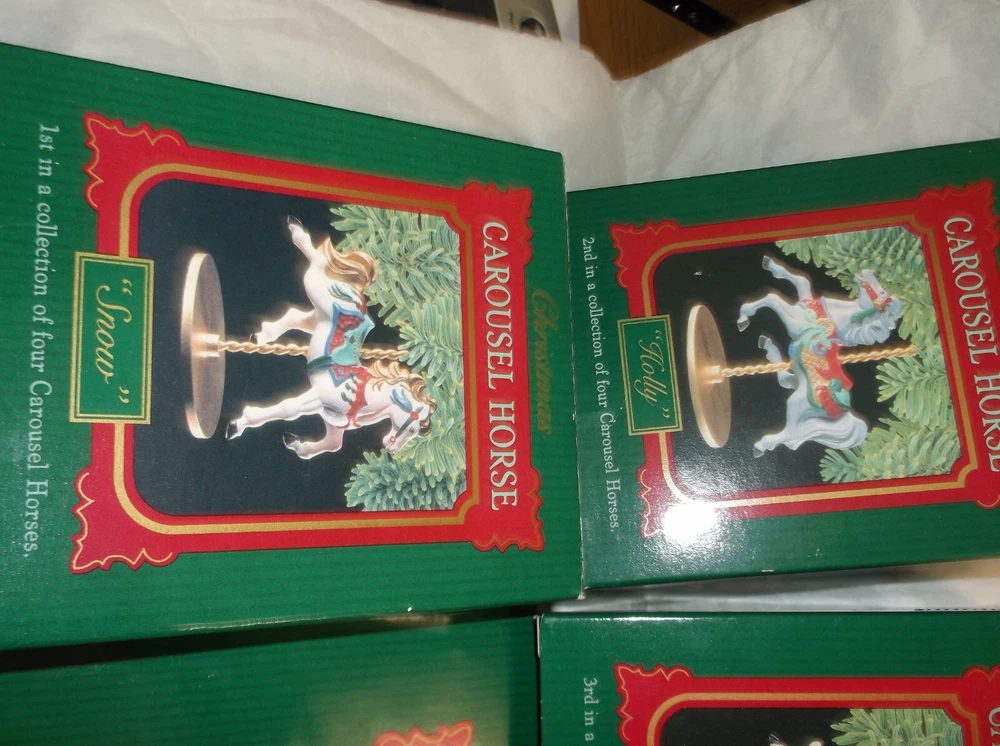 Christmas
CAROUSEL HORSE
"Snow"
1st in a collection of four Carousel Horses.
CAROUSEL HORSE
"Holly"
2nd in a collection of four Carousel Horses.
3rd in a